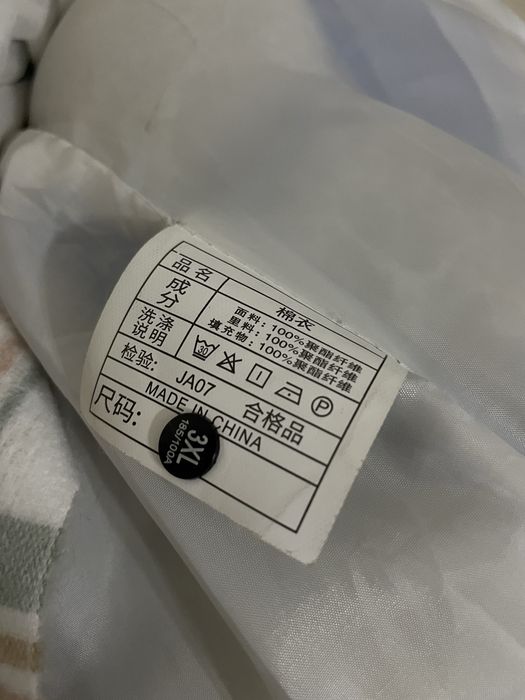 品名 棉衣
成分 面料：100%聚酯纤维
里料：100%聚酯纤维
填充物：100%聚酯纤维
洗涤说明 30 P
检验: JA07 合格品
MADE IN CHINA
尺码:
3XL
185/100A